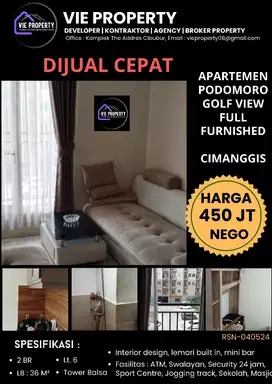 VIE PROPERTY
VIE PROPERTY
DEVELOPER | KONTRAKTOR | AGENCY | BROKER PROPERTY
Office : Komplek The Addres Cibubur, Email : vieproperty08@gmail.com
DIJUAL CEPAT
APARTEMEN
PODOMORO
GOLF VIEW
FULL
FURNISHED
CIMANGGIS
VIE PROPERTY
HARGA
450 JT
NEGO
RSN-040524
SPESIFIKASI :
• 2 BR
• LB : 36 M²
• Lt. 6
• Tower Balsa
• Interior design, lemari built in, mini bar
• Fasilitas : ATM, Swalayan, Security 24 jam,
Sport Centre, Jogging track, Sekolah, Masjid